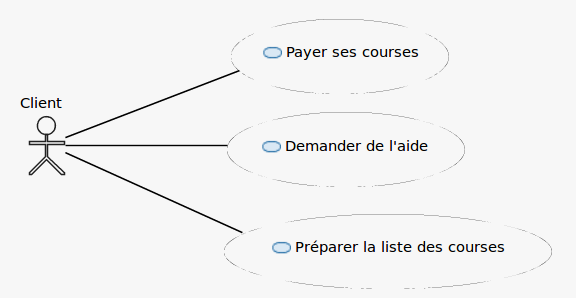 Payer ses courses
Client
Demander de l'aide
Préparer la liste des courses